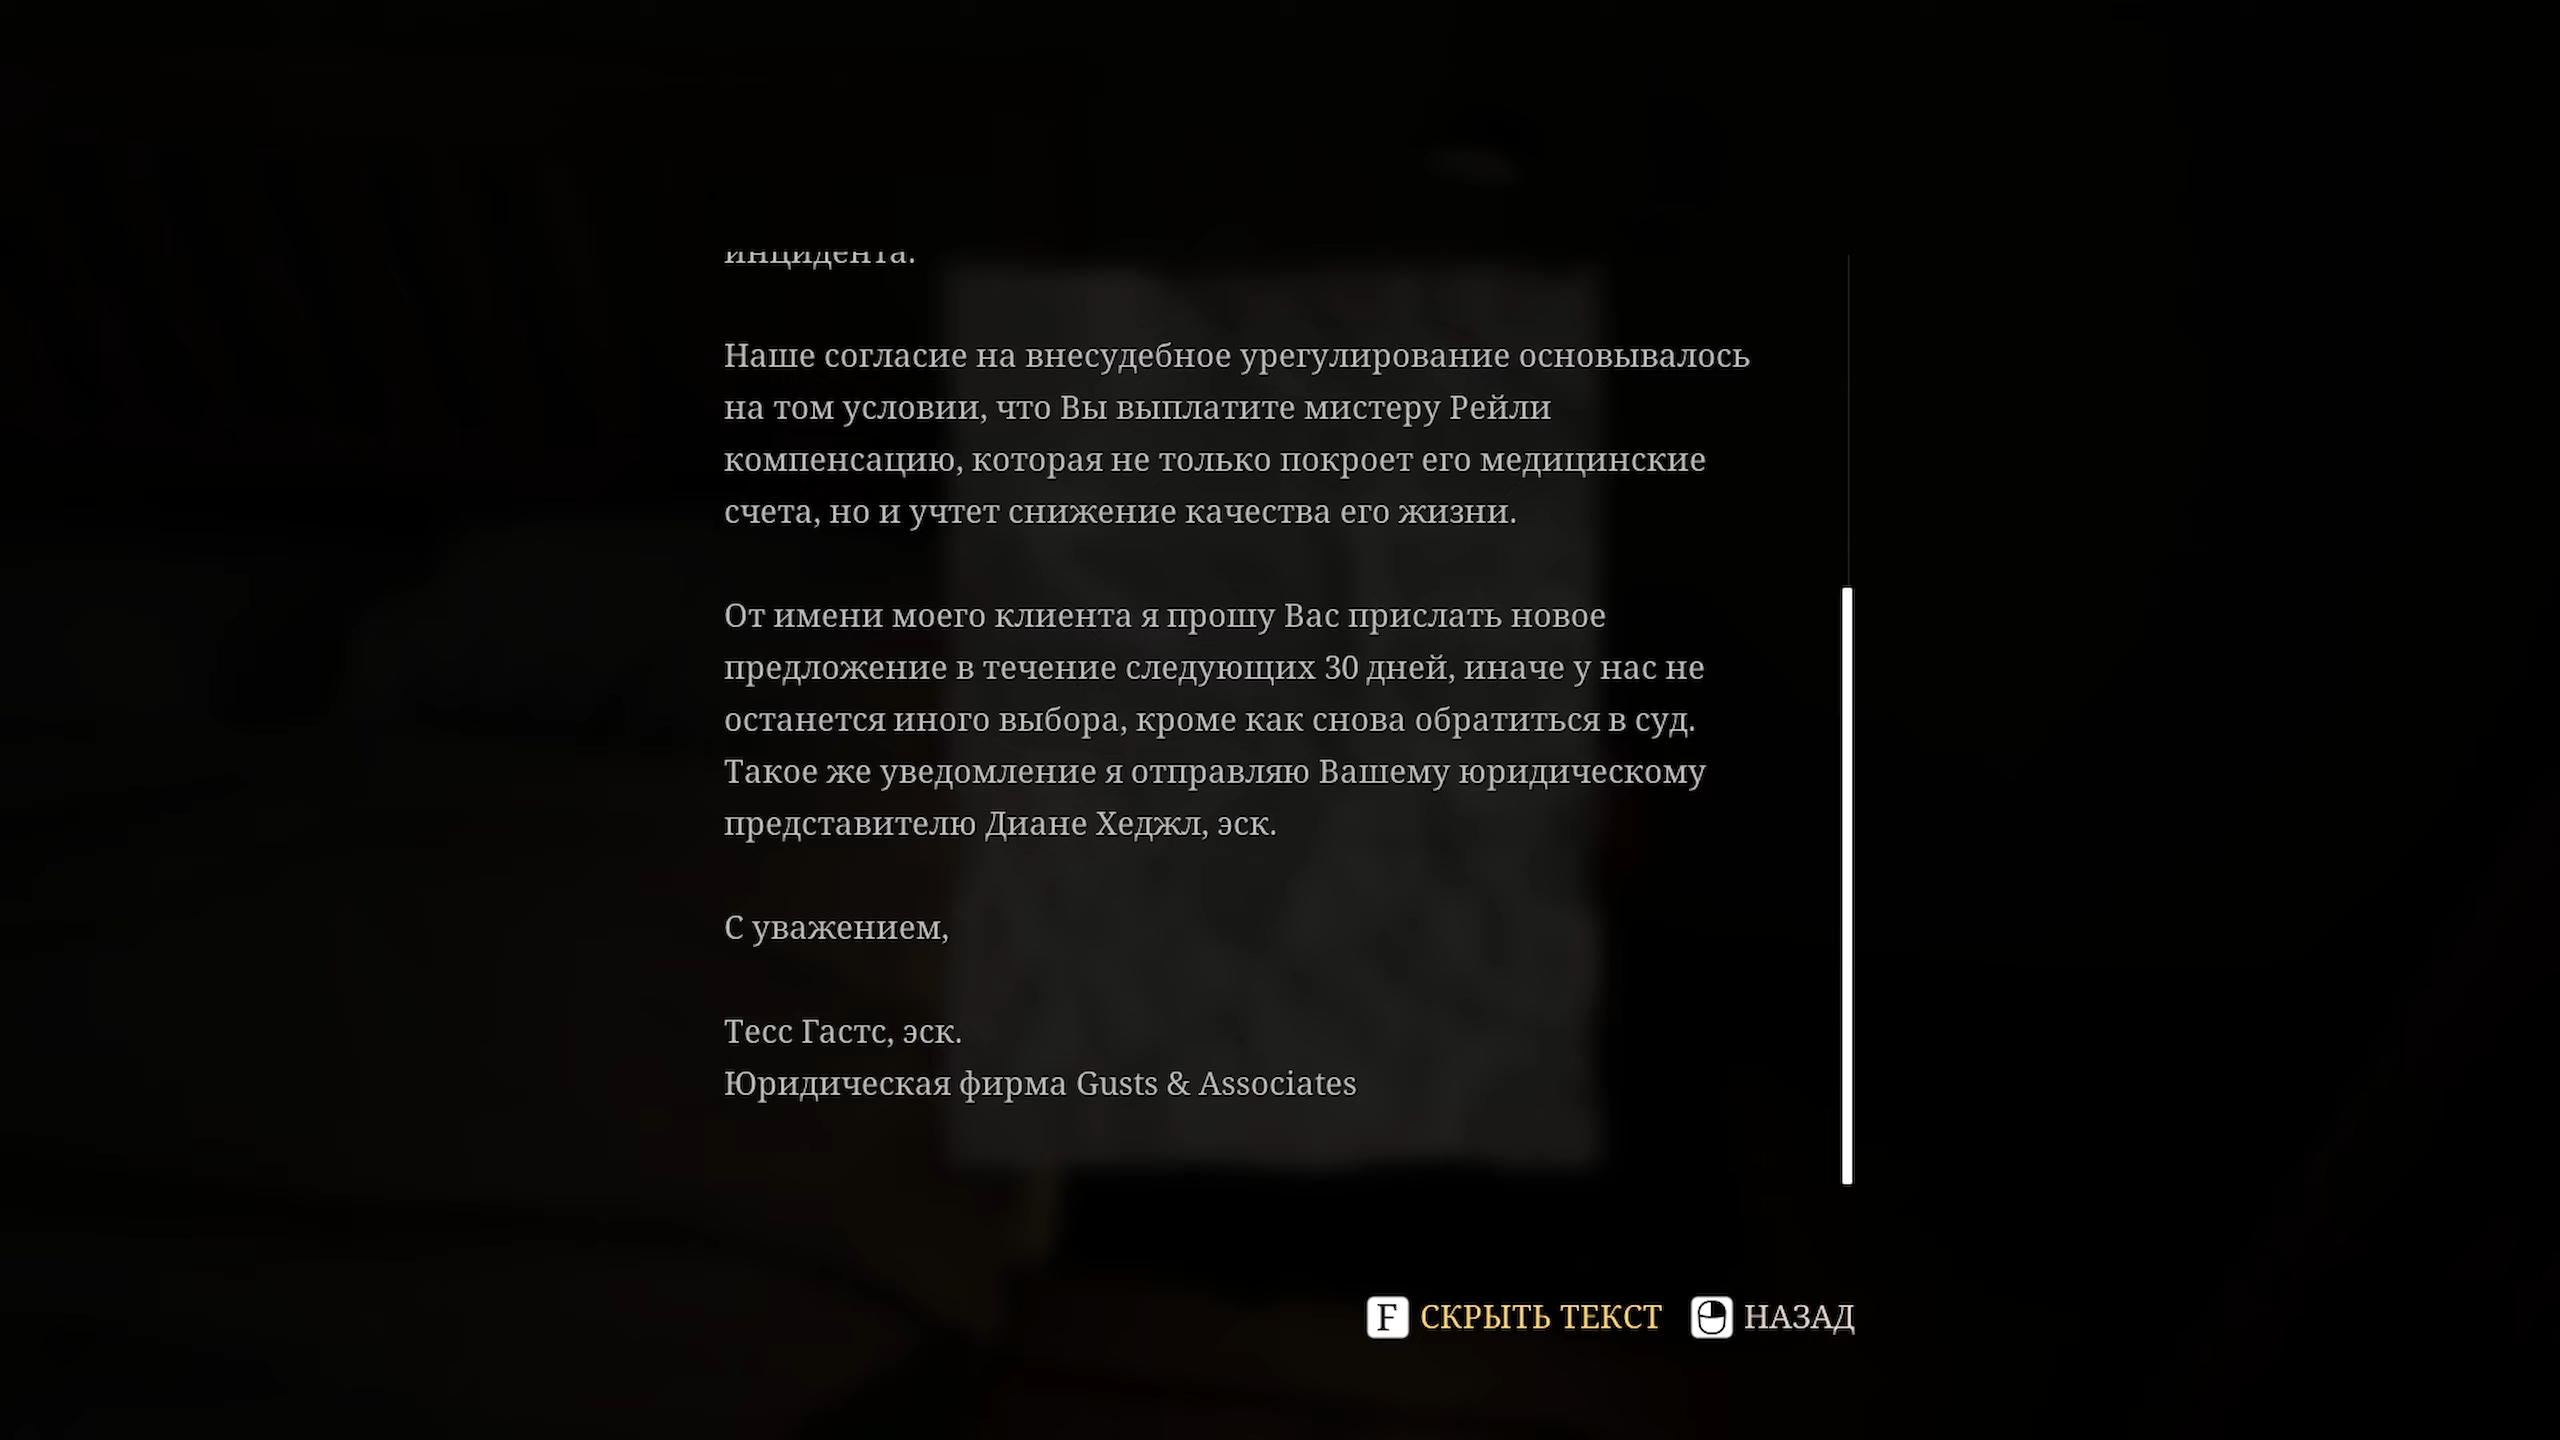 инцидента.
Наше согласие на внесудебное урегулирование основывалось
на том условии, что Вы выплатите мистеру Рейли
компенсацию, которая не только покроет его медицинские
счета, но и учтет снижение качества его жизни.
От имени моего клиента я прошу Вас прислать новое
предложение в течение следующих 30 дней, иначе у нас не
останется иного выбора, кроме как снова обратиться в суд.
Такое же уведомление я отправляю Вашему юридическому
представителю Диане Хеджл, эск.
С уважением,
Тесс Гастс, эск.
Юридическая фирма Gusts & Associates
F СКРЫТЬ ТЕКСТ НАЗАД